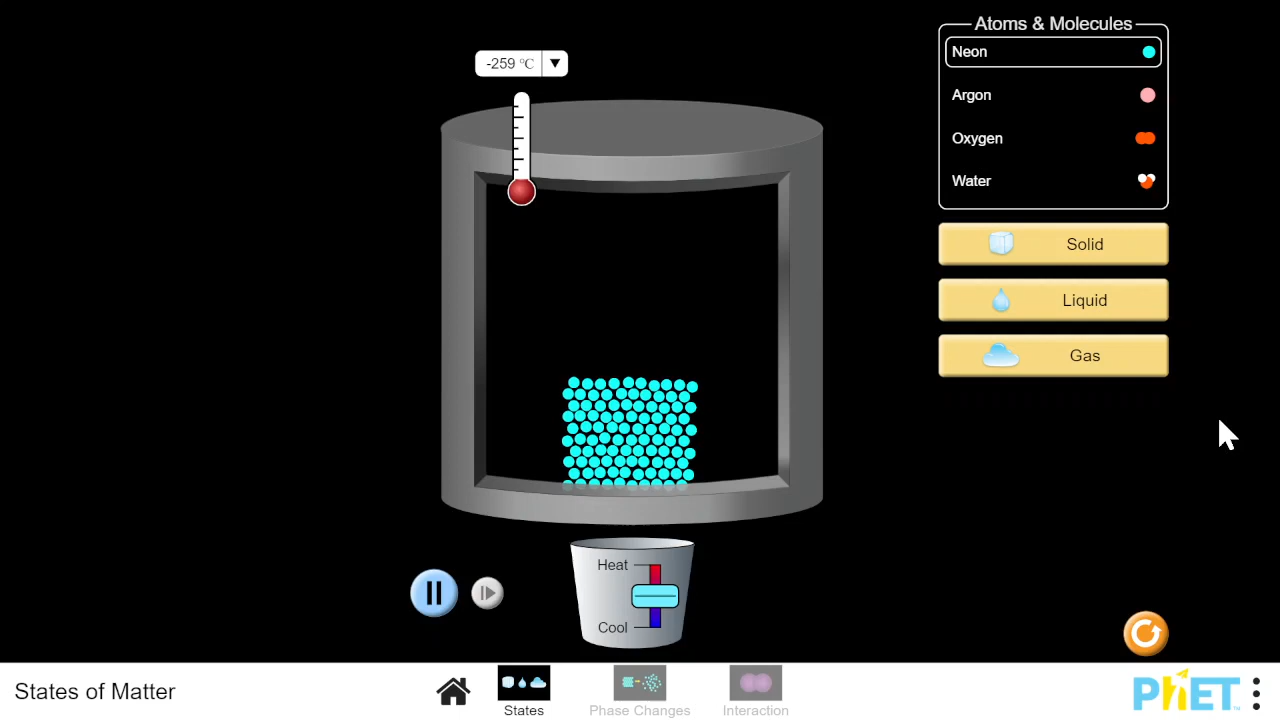 Atoms & Molecules
Neon
-259 °C
Argon
Oxygen
Water
Solid
Liquid
Gas
Heat
Cool
States of Matter
States
Phase Changes
Interaction
PhET™